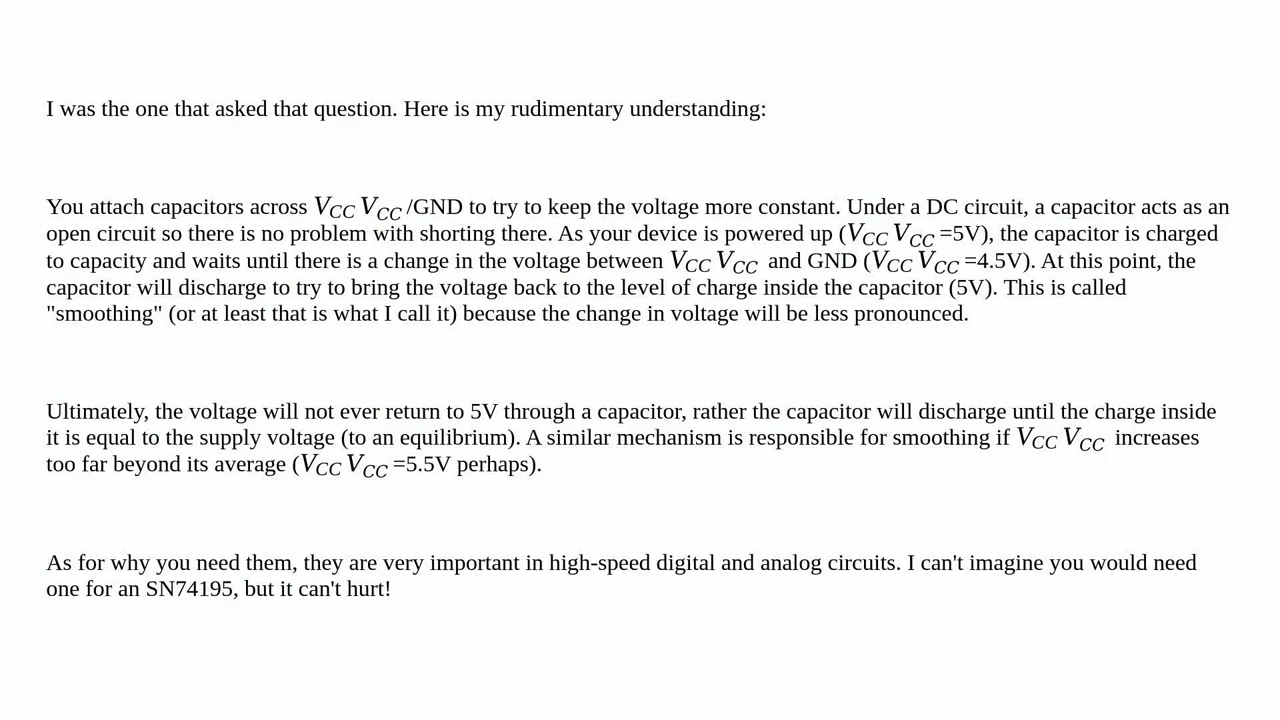 I was the one that asked that question. Here is my rudimentary understanding:
You attach capacitors across VCC VCC /GND to try to keep the voltage more constant. Under a DC circuit, a capacitor acts as an
open circuit so there is no problem with shorting there. As your device is powered up (VCC VCC =5V), the capacitor is charged
to capacity and waits until there is a change in the voltage between VCC VCC and GND (VCC VCC =4.5V). At this point, the
capacitor will discharge to try to bring the voltage back to the level of charge inside the capacitor (5V). This is called
"smoothing" (or at least that is what I call it) because the change in voltage will be less pronounced.
Ultimately, the voltage will not ever return to 5V through a capacitor, rather the capacitor will discharge until the charge inside
it is equal to the supply voltage (to an equilibrium). A similar mechanism is responsible for smoothing if VCC VCC increases
too far beyond its average (VCC VCC =5.5V perhaps).
As for why you need them, they are very important in high-speed digital and analog circuits. I can't imagine you would need
one for an SN74195, but it can't hurt!